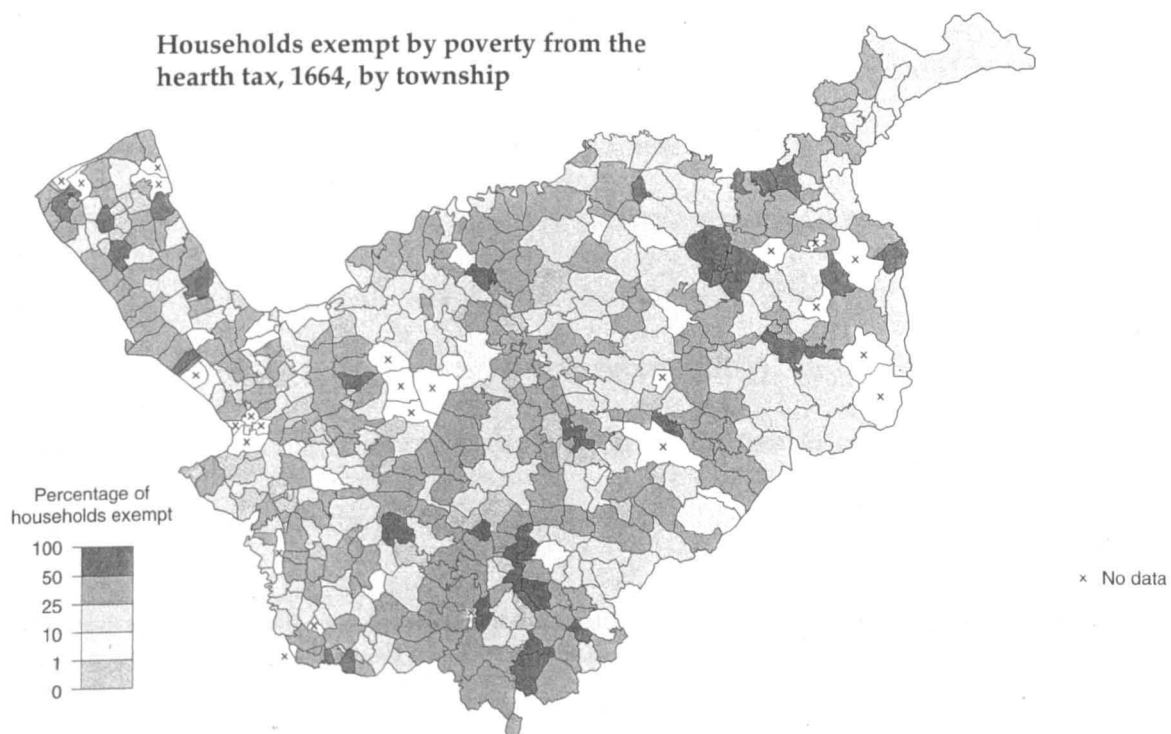 Households exempt by poverty from the
hearth tax, 1664, by township
Percentage of
households exempt
100
50
25
10
1
0
× No data